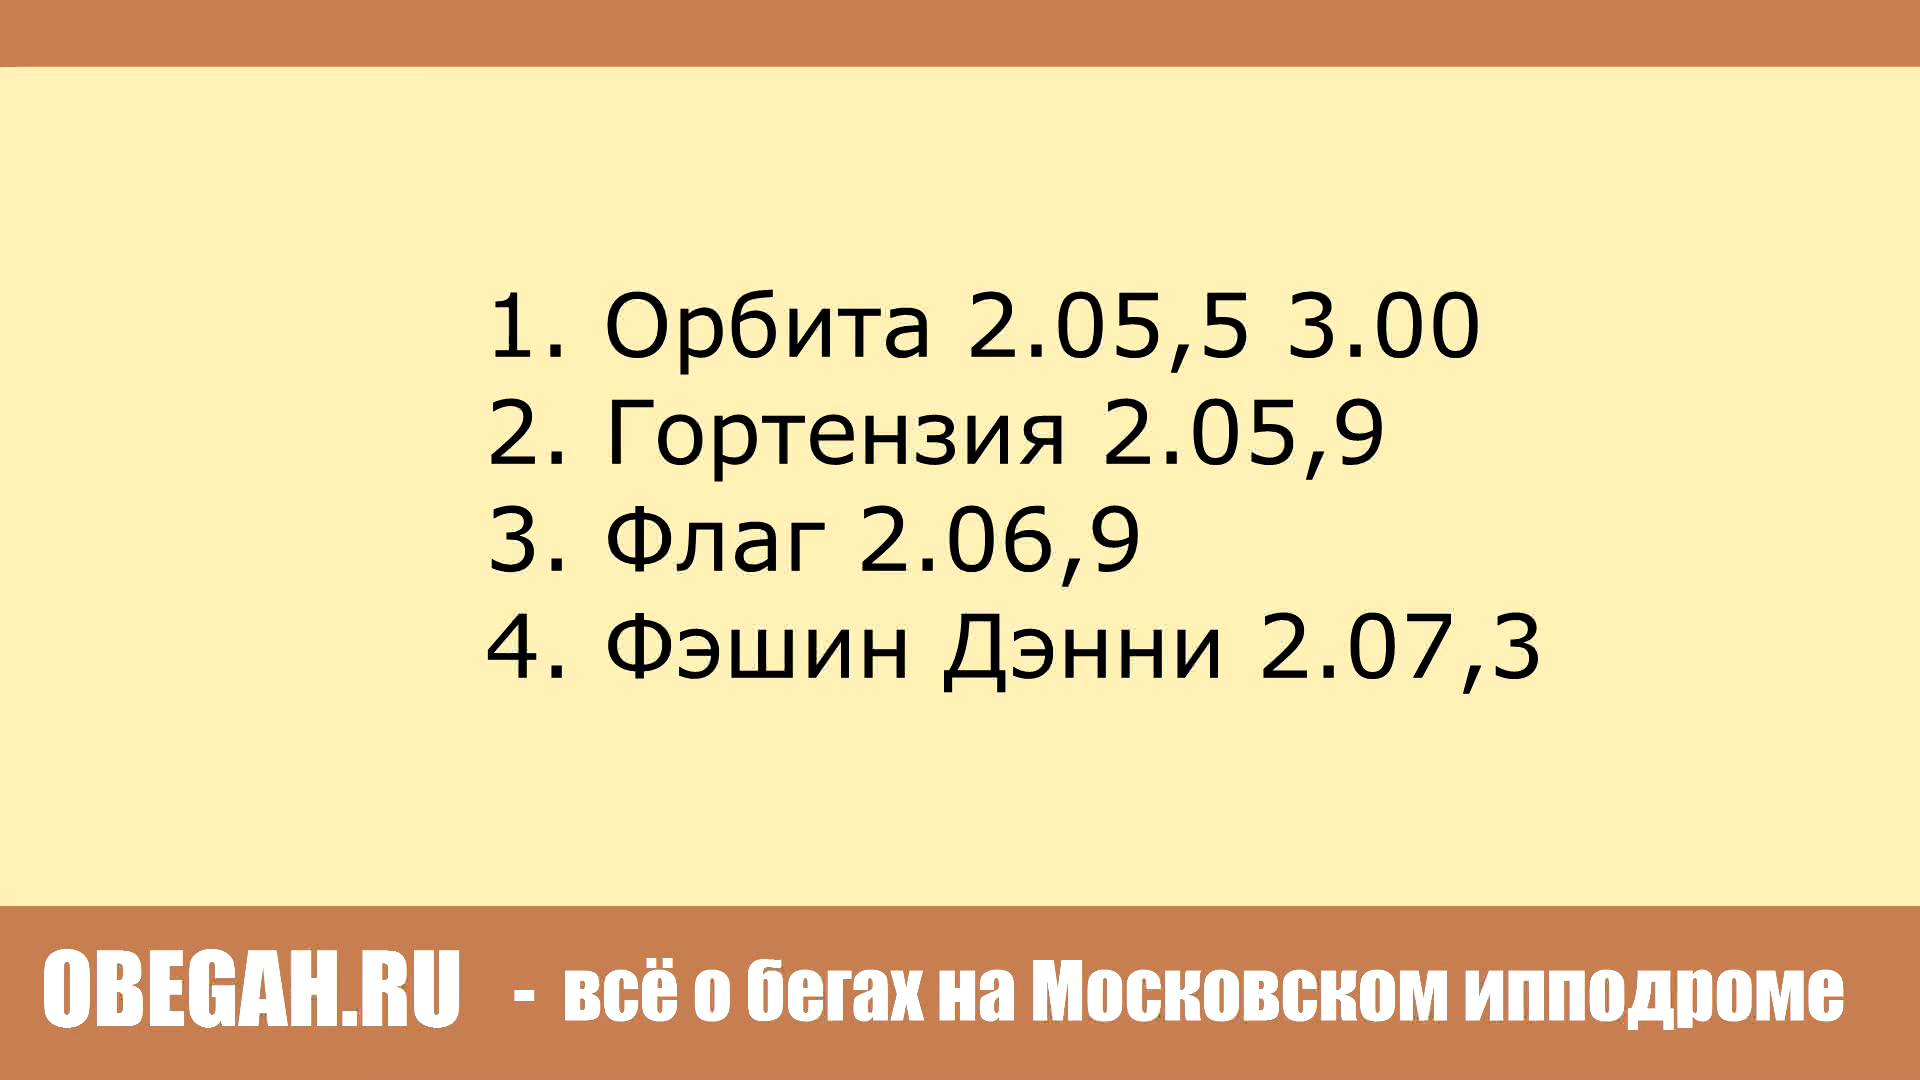 1. Орбита 2.05,5 3.00
2. Гортензия 2.05,9
3. Флаг 2.06,9
4. Фэшин Дэнни 2.07,3
OBEGAH.RU - всё о бегах на Московском ипподроме